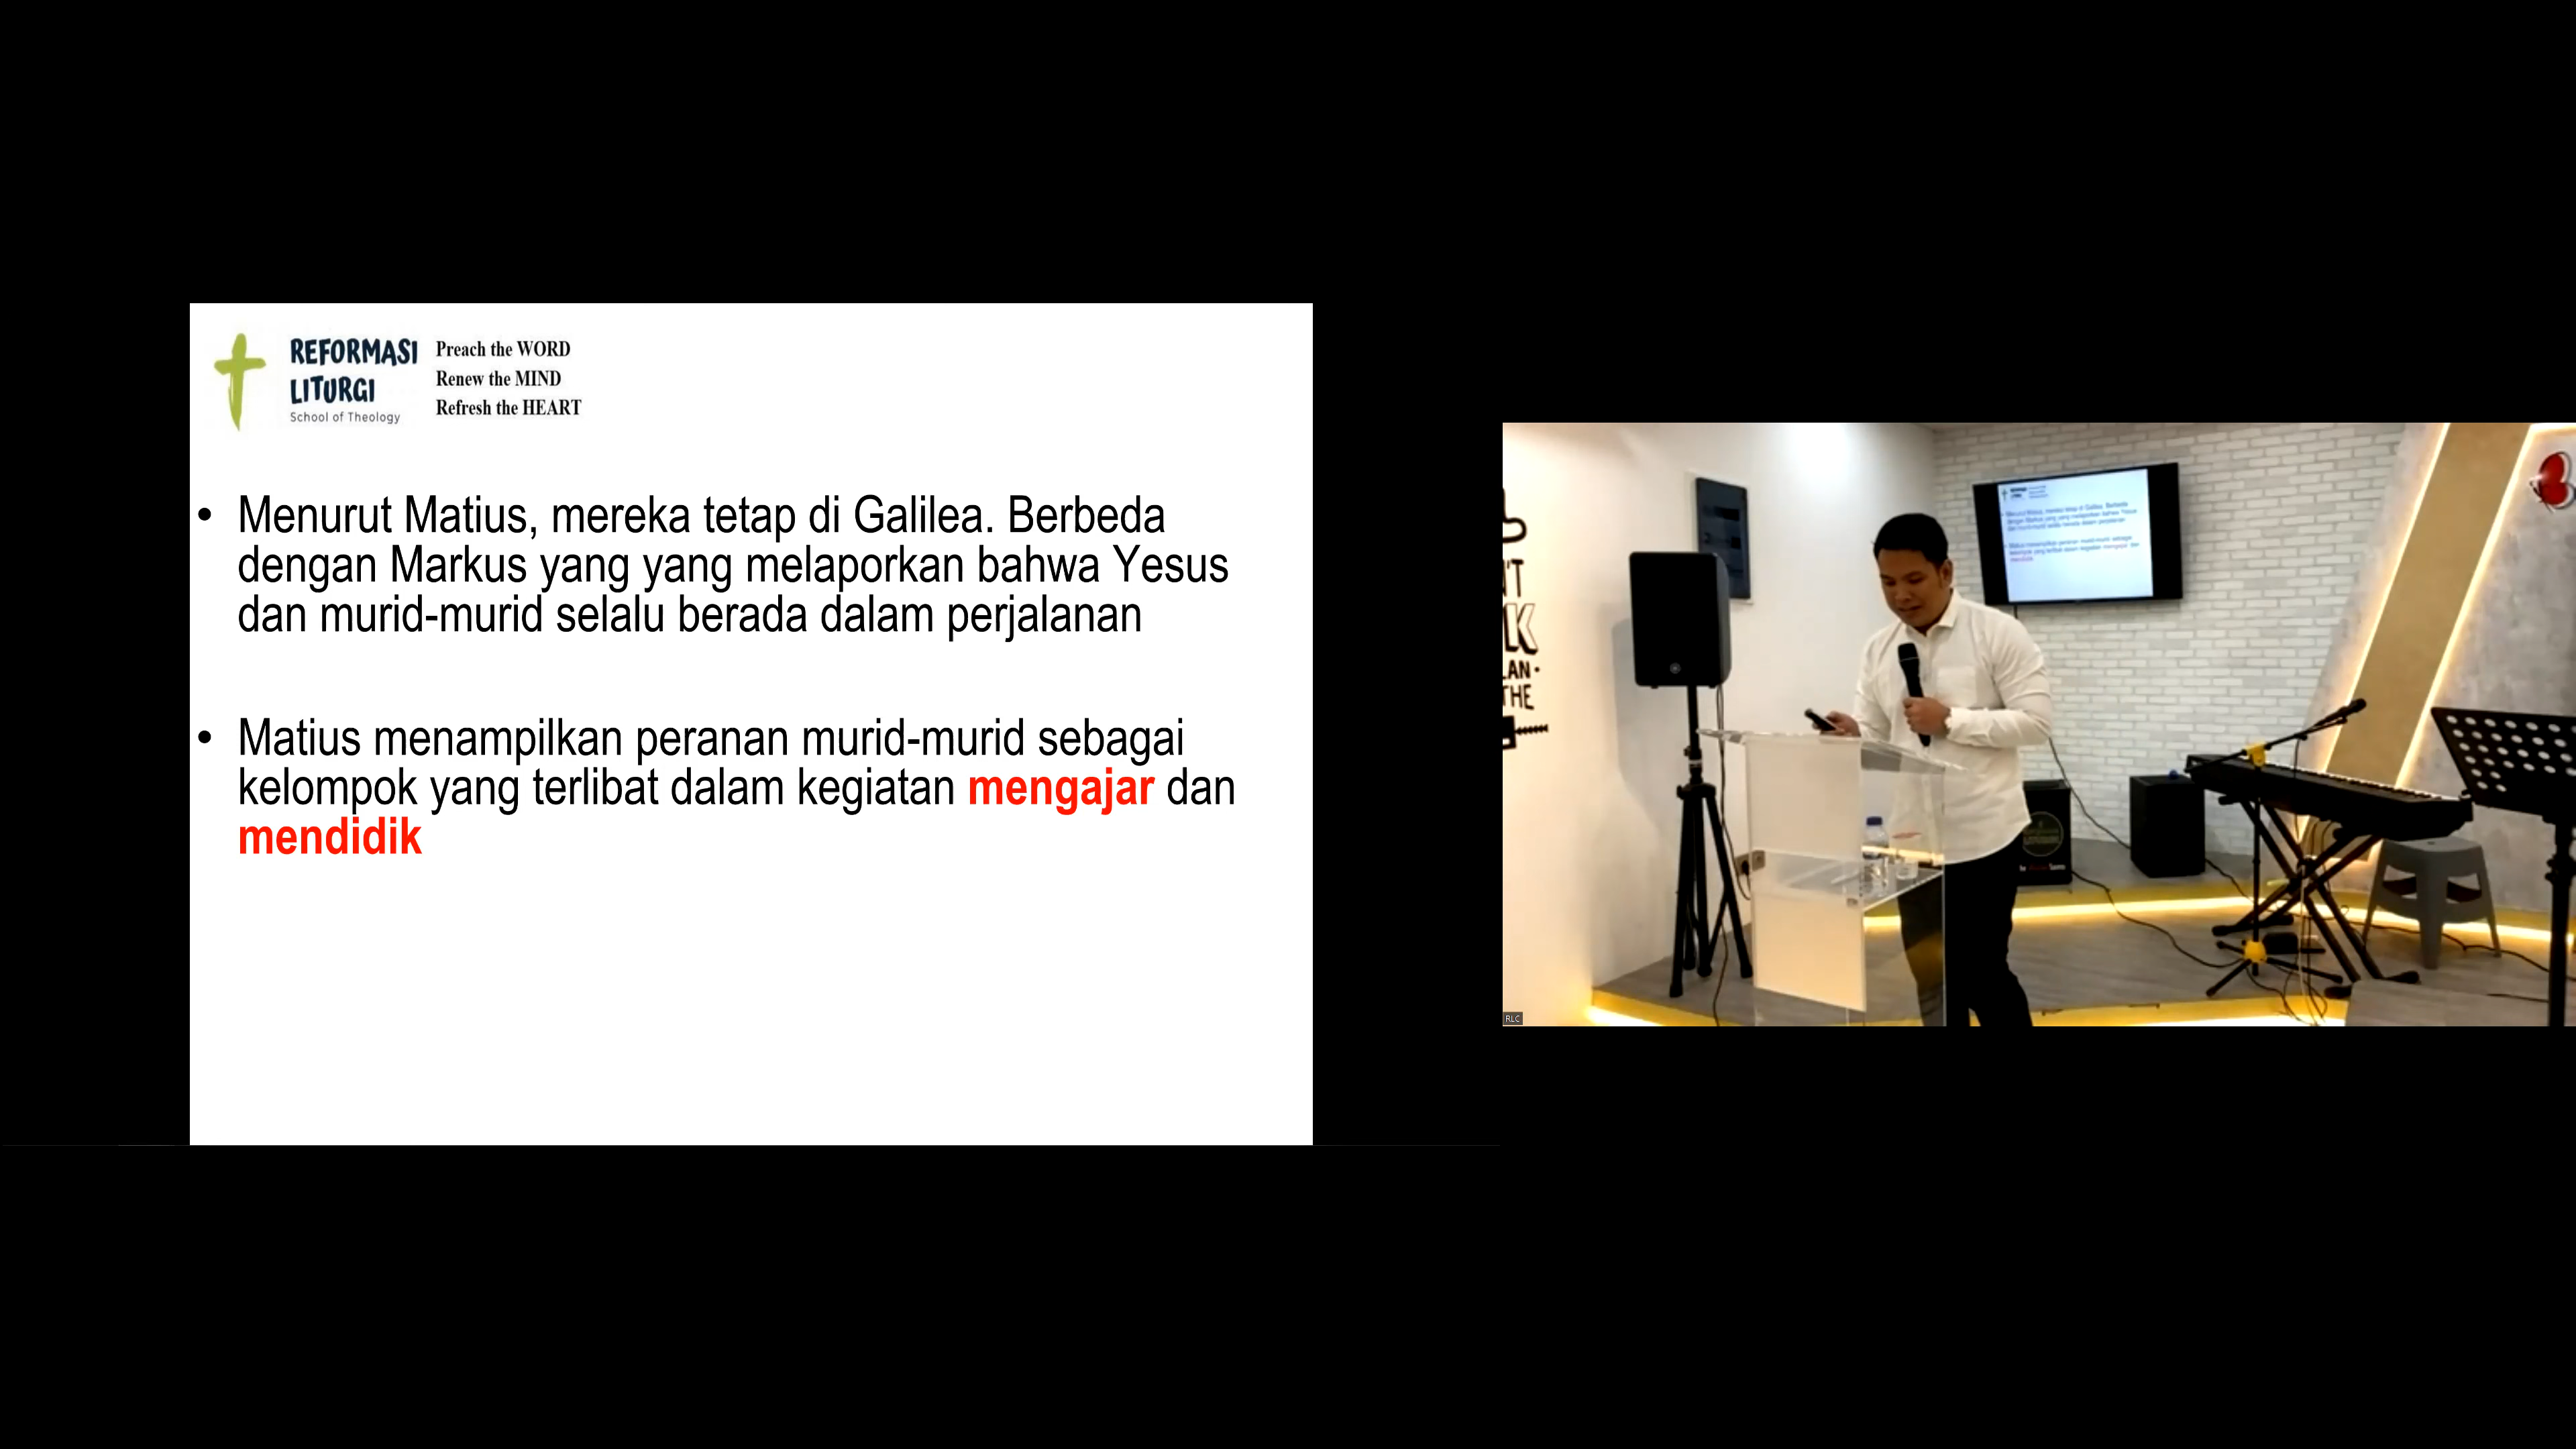 REFORMASI
LITURGI
School of Theology
Preach the WORD
Renew the MIND
Refresh the HEART
• Menurut Matius, mereka tetap di Galilea. Berbeda
dengan Markus yang yang melaporkan bahwa Yesus
dan murid-murid selalu berada dalam perjalanan
• Matius menampilkan peranan murid-murid sebagai
kelompok yang terlibat dalam kegiatan mengajar dan
mendidik
THE
RLC